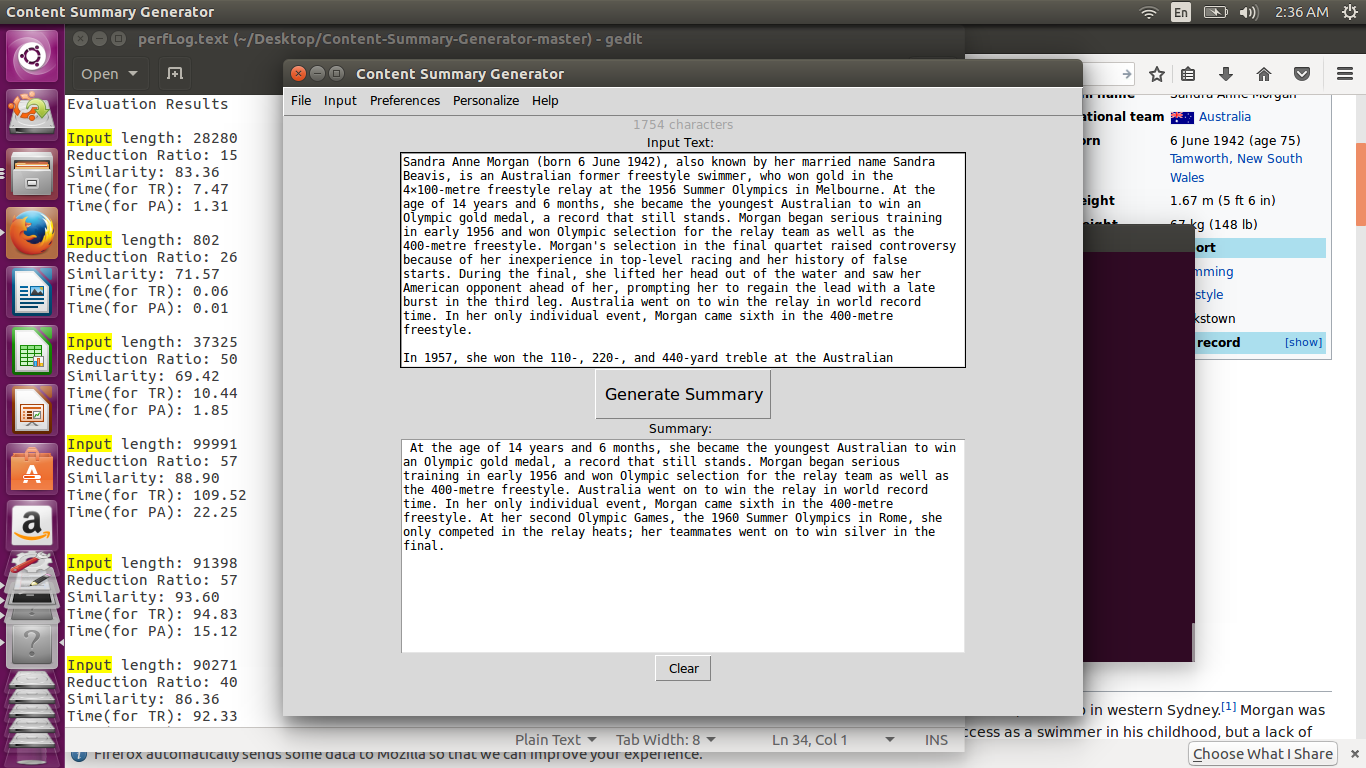 Content Summary Generator
En
2:36 AM
perfLog.text (~/Desktop/Content-Summary-Generator-master) - gedit
Open
Evaluation Results
Input length: 28280
Reduction Ratio: 15
Similarity: 83.36
Time(for TR): 7.47
Time(for PA): 1.31
Input length: 802
Reduction Ratio: 26
Similarity: 71.57
Time(for TR): 0.06
Time(for PA): 0.01
Input length: 37325
Reduction Ratio: 50
Similarity: 69.42
Time(for TR): 10.44
Time(for PA): 1.85
Input length: 99991
Reduction Ratio: 57
Similarity: 88.90
Time(for TR): 109.52
Time(for PA): 22.25
Input length: 91398
Reduction Ratio: 57
Similarity: 93.60
Time(for TR): 94.83
Time(for PA): 15.12
Input length: 90271
Reduction Ratio: 40
Similarity: 86.36
Time(for TR): 92.33
Plain Text
Tab Width: 8
Ln 34, Col 1
INS
Content Summary Generator
File Input Preferences Personalize Help
1754 characters
Input Text:
Sandra Anne Morgan (born 6 June 1942), also known by her married name Sandra
Beavis, is an Australian former freestyle swimmer, who won gold in the
4×100-metre freestyle relay at the 1956 Summer Olympics in Melbourne. At the
age of 14 years and 6 months, she became the youngest Australian to win an
Olympic gold medal, a record that still stands. Morgan began serious training
in early 1956 and won Olympic selection for the relay team as well as the
400-metre freestyle. Morgan's selection in the final quartet raised controversy
because of her inexperience in top-level racing and her history of false
starts. During the final, she lifted her head out of the water and saw her
American opponent ahead of her, prompting her to regain the lead with a late
burst in the third leg. Australia went on to win the relay in world record
time. In her only individual event, Morgan came sixth in the 400-metre
freestyle.
In 1957, she won the 110-, 220-, and 440-yard treble at the Australian
Generate Summary
Summary:
At the age of 14 years and 6 months, she became the youngest Australian to win
an Olympic gold medal, a record that still stands. Morgan began serious
training in early 1956 and won Olympic selection for the relay team as well as
the 400-metre freestyle. Australia went on to win the relay in world record
time. In her only individual event, Morgan came sixth in the 400-metre
freestyle. At her second Olympic Games, the 1960 Summer Olympics in Rome, she
only competed in the relay heats; her teammates went on to win silver in the
final.
Clear
name Sandra Anne Morgan
ational team Australia
orn 6 June 1942 (age 75)
Tamworth, New South
Wales
eight 1.67 m (5 ft 6 in)
eight 67 kg (148 lb)
ort
mming
style
kstown
record [show]
in western Sydney.[1] Morgan was
ccess as a swimmer in his childhood, but a lack of
Firefox automatically sends some data to Mozilla so that we can improve your experience.
Choose What I Share